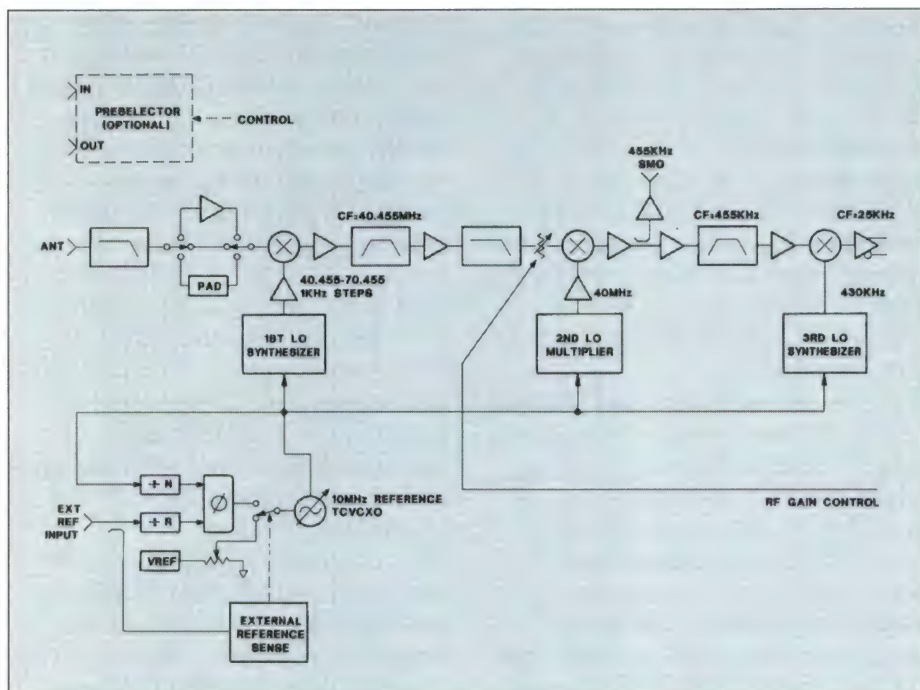 IN
PRESELECTOR
(OPTIONAL)
OUT
CONTROL
455KHz
SMO
CF=40.455MHz
CF=455KHz
CF=25KHz
ANT
PAD
40.455-70.455
1KHz STEPS
40MHz
430KHz
1ST LO
SYNTHESIZER
2ND LO
MULTIPLIER
3RD LO
SYNTHESIZER
÷ N
÷ R
Ø
10MHz REFERENCE
TCVCXO
EXT
REF
INPUT
VREF
RF GAIN CONTROL
EXTERNAL
REFERENCE
SENSE